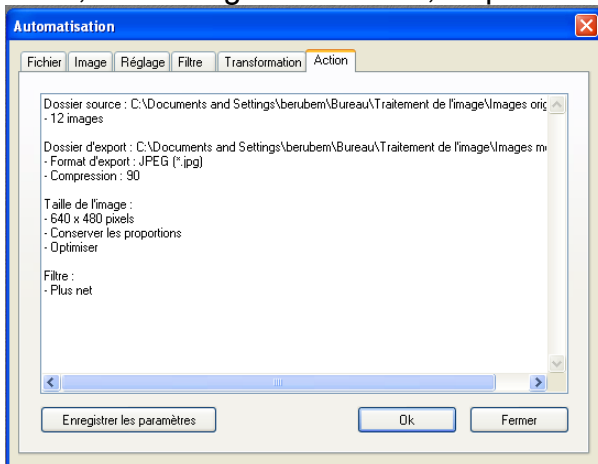 Automatisation
Fichier Image Réglage Filtre Transformation Action
Dossier source : C:\Documents and Settings\berubem\Bureau\Traitement de l'image\Images orig
- 12 images
Dossier d'export : C:\Documents and Settings\berubem\Bureau\Traitement de l'image\Images m
- Format d'export : JPEG (*.jpg)
- Compression : 90
Taille de l'image :
- 640 x 480 pixels
- Conserver les proportions
- Optimiser
Filtre :
- Plus net
Enregistrer les paramètres Ok Fermer